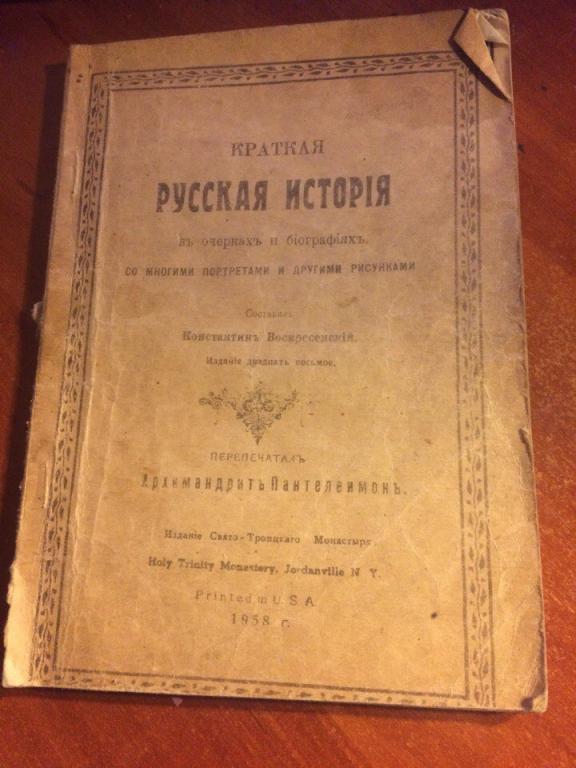 КРАТКАЯ
РУССКАЯ ИСТОРІЯ
въ очеркахъ и біографіяхъ,
СО МНОГИМИ ПОРТРЕТАМИ И ДРУГИМИ РИСУНКАМИ
Составилъ
Константинъ Воскресенскій.
Изданіе двадцать восьмое.
ПЕРЕПЕЧАТАЛЪ
Архимандритъ Пантелеимонъ.
Изданіе Свято-Троицкаго Монастыря
Holy Trinity Monastery, Jordanville N. Y.
Printed in U.S.A
1958 г.